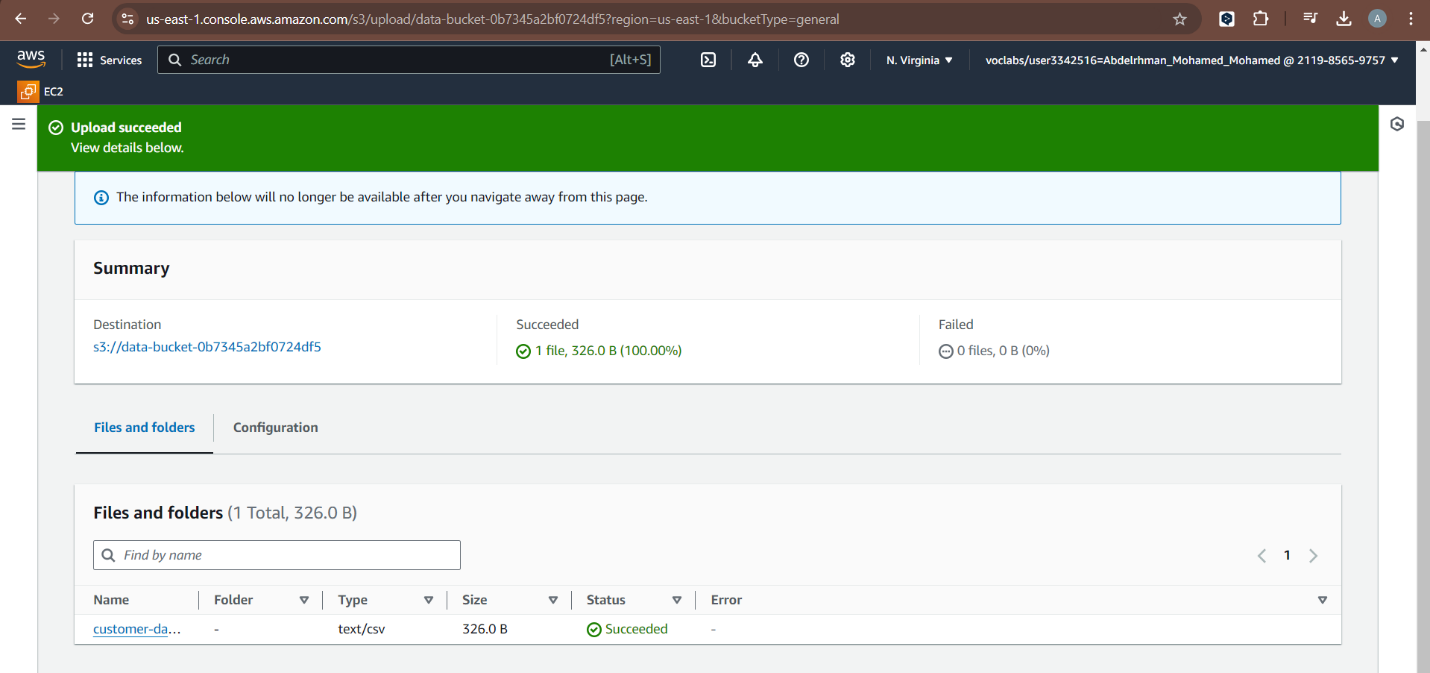 us-east-1.console.aws.amazon.com/s3/upload/data-bucket-0b7345a2bf0724df5?region=us-east-1&bucketType=general
A
aws
Services
Search
[Alt+S]
N. Virginia
voclabs/user3342516=Abdelrhman_Mohamed_Mohamed @ 2119-8565-9757
EC2
Upload succeeded
View details below.
The information below will no longer be available after you navigate away from this page.
Summary
Destination
Succeeded
Failed
s3://data-bucket-0b7345a2bf0724df5
1 file, 326.0 B (100.00%)
0 files, 0 B (0%)
Files and folders
Configuration
Files and folders (1 Total, 326.0 B)
Find by name
1
Name
Folder
Type
Size
Status
Error
customer-da...
-
text/csv
326.0 B
Succeeded
-